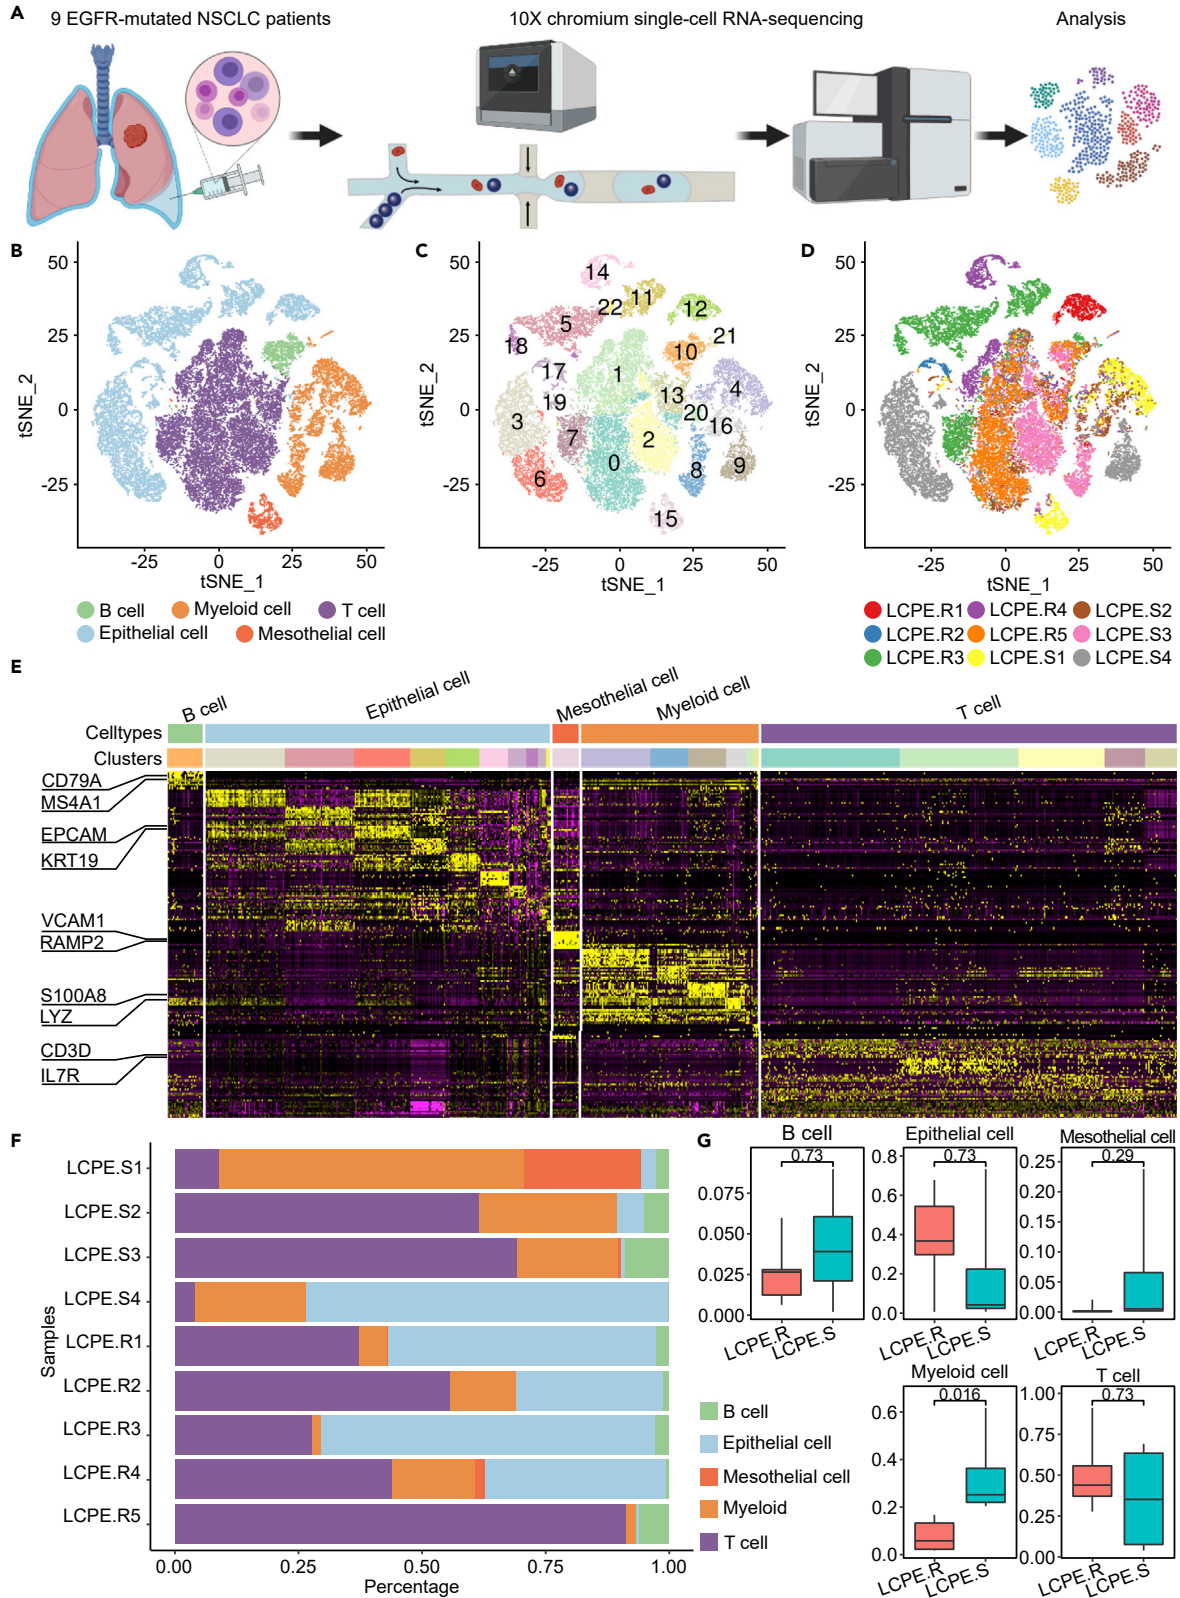 A
9 EGFR-mutated NSCLC patients
10X chromium single-cell RNA-sequencing
Analysis
B
C
D
tSNE_2
50
25
0
-25
-25
0
25
50
tSNE_1
B cell
Myeloid cell
T cell
Epithelial cell
Mesothelial cell
tSNE_2
50
25
0
-25
14
22
11
12
5
18
21
10
17
1
13
4
19
20
3
7
2
16
8
9
6
0
15
-25
0
25
50
tSNE_1
tSNE_2
50
25
0
-25
-25
0
25
50
tSNE_1
LCPE.R1
LCPE.R4
LCPE.S2
LCPE.R2
LCPE.R5
LCPE.S3
LCPE.R3
LCPE.S1
LCPE.S4
E
B cell
Epithelial cell
Mesothelial cell
Myeloid cell
T cell
Celltypes
Clusters
CD79A
MS4A1
EPCAM
KRT19
VCAM1
RAMP2
S100A8
LYZ
CD3D
IL7R
F
Samples
LCPE.S1
LCPE.S2
LCPE.S3
LCPE.S4
LCPE.R1
LCPE.R2
LCPE.R3
LCPE.R4
LCPE.R5
0.00
0.25
0.50
0.75
1.00
Percentage
B cell
Epithelial cell
Mesothelial cell
Myeloid
T cell
G
B cell
0.73
0.075
0.050
0.025
0.000
LCPE.R
LCPE.S
Epithelial cell
0.73
0.8
0.6
0.4
0.2
0.0
LCPE.R
LCPE.S
Mesothelial cell
0.29
0.25
0.20
0.15
0.10
0.05
0.00
LCPE.R
LCPE.S
Myeloid cell
0.016
0.6
0.4
0.2
0.0
LCPE.R
LCPE.S
T cell
0.73
1.00
0.75
0.50
0.25
0.00
LCPE.R
LCPE.S